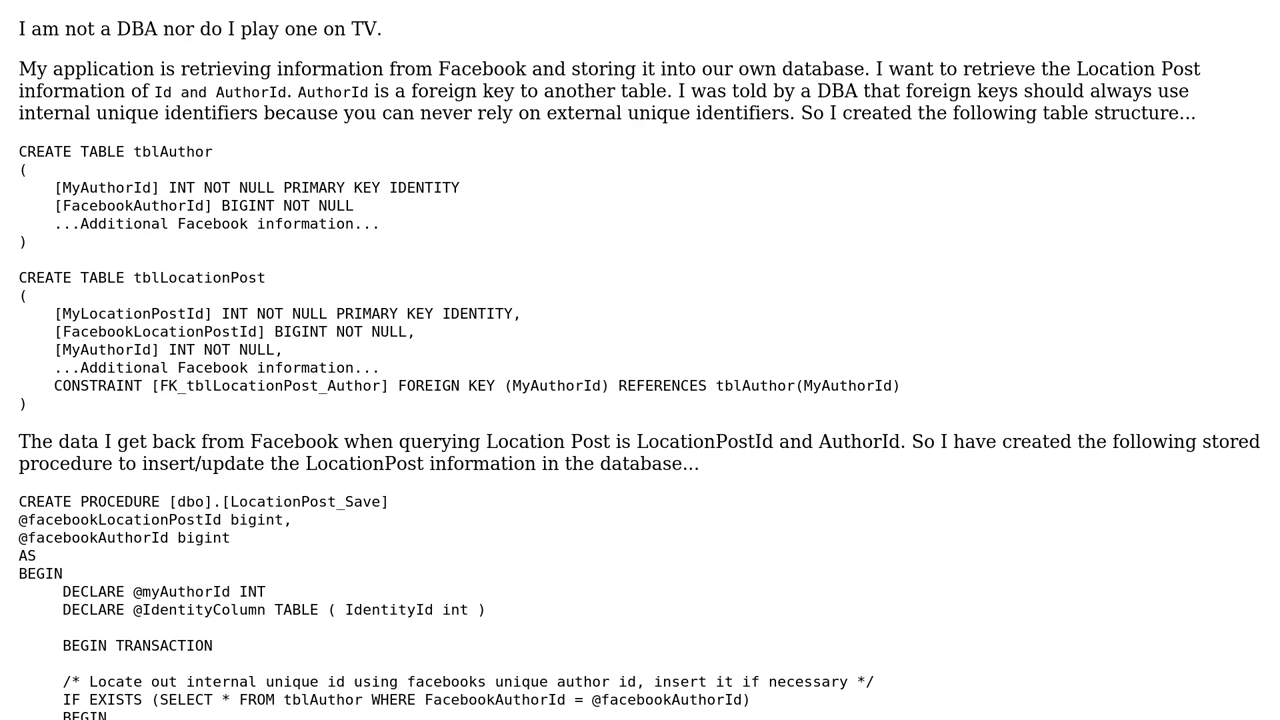 I am not a DBA nor do I play one on TV.
My application is retrieving information from Facebook and storing it into our own database. I want to retrieve the Location Post
information of Id and AuthorId. AuthorId is a foreign key to another table. I was told by a DBA that foreign keys should always use
internal unique identifiers because you can never rely on external unique identifiers. So I created the following table structure...
CREATE TABLE tblAuthor
(
    [MyAuthorId] INT NOT NULL PRIMARY KEY IDENTITY
    [FacebookAuthorId] BIGINT NOT NULL
    ...Additional Facebook information...
)
CREATE TABLE tblLocationPost
(
    [MyLocationPostId] INT NOT NULL PRIMARY KEY IDENTITY,
    [FacebookLocationPostId] BIGINT NOT NULL,
    [MyAuthorId] INT NOT NULL,
    ...Additional Facebook information...
    CONSTRAINT [FK_tblLocationPost_Author] FOREIGN KEY (MyAuthorId) REFERENCES tblAuthor(MyAuthorId)
)
The data I get back from Facebook when querying Location Post is LocationPostId and AuthorId. So I have created the following stored
procedure to insert/update the LocationPost information in the database...
CREATE PROCEDURE [dbo].[LocationPost_Save]
@facebookLocationPostId bigint,
@facebookAuthorId bigint
AS
BEGIN
     DECLARE @myAuthorId INT
     DECLARE @IdentityColumn TABLE ( IdentityId int )
     BEGIN TRANSACTION
     /* Locate out internal unique id using facebooks unique author id, insert it if necessary */
     IF EXISTS (SELECT * FROM tblAuthor WHERE FacebookAuthorId = @facebookAuthorId)
     BEGIN